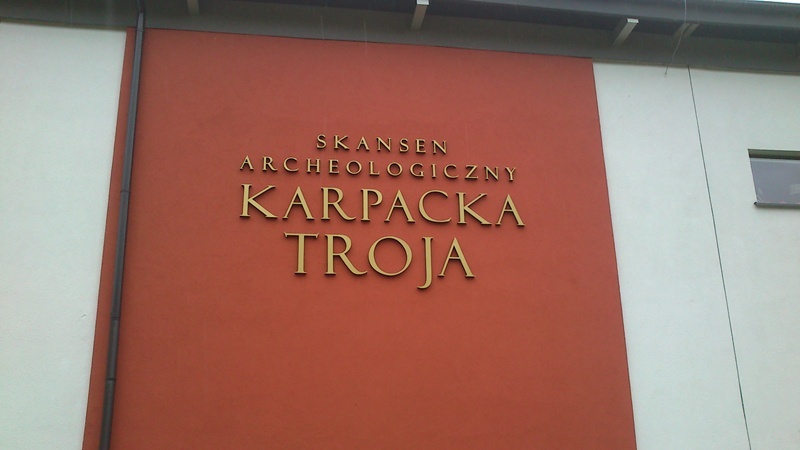 SKANSEN
ARCHEOLOGICZNY
KARPACKA
TROJA